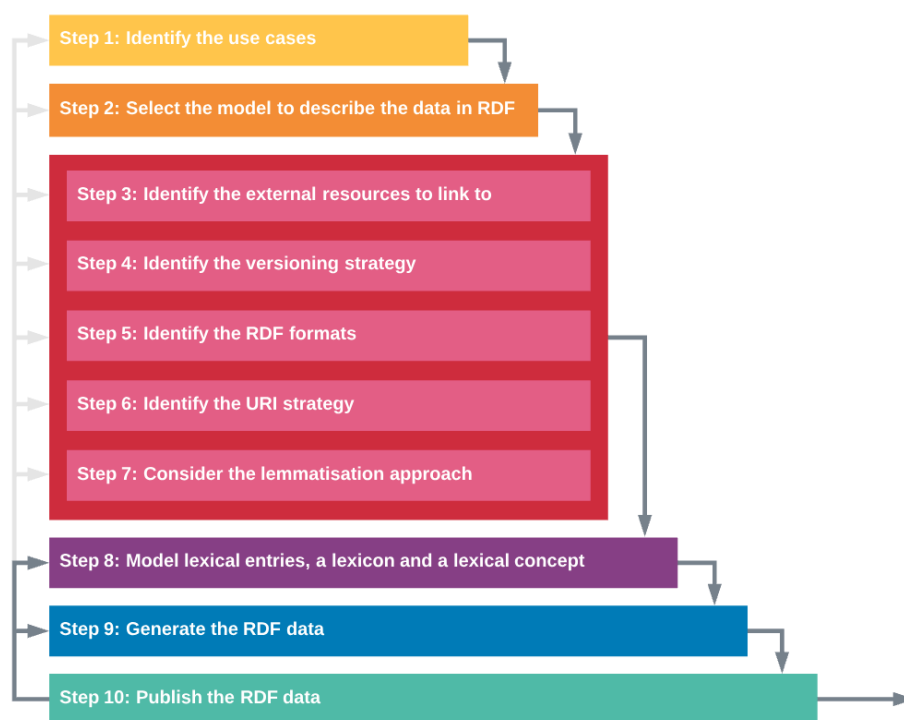 Step 1: Identify the use cases
Step 2: Select the model to describe the data in RDF
Step 3: Identify the external resources to link to
Step 4: Identify the versioning strategy
Step 5: Identify the RDF formats
Step 6: Identify the URI strategy
Step 7: Consider the lemmatisation approach
Step 8: Model lexical entries, a lexicon and a lexical concept
Step 9: Generate the RDF data
Step 10: Publish the RDF data